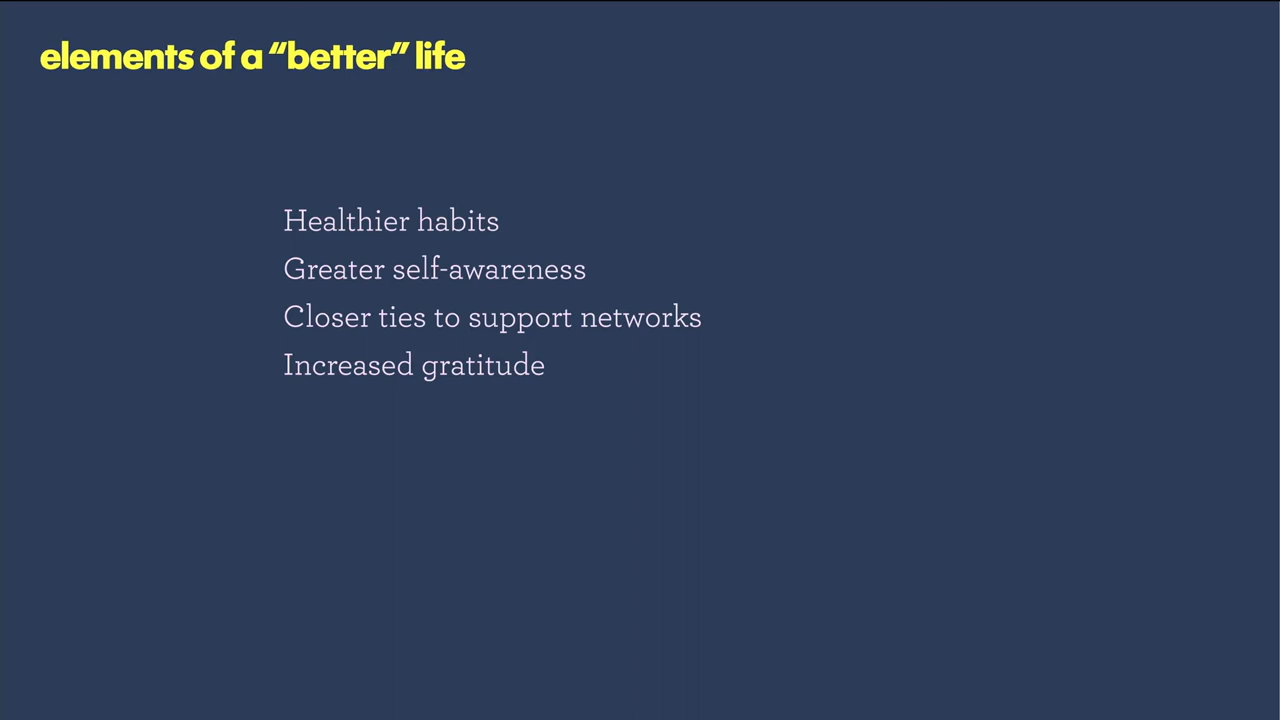 elements of a “better” life
Healthier habits
Greater self-awareness
Closer ties to support networks
Increased gratitude